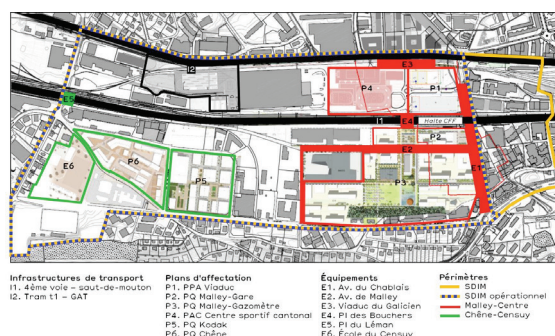 I2
E3
P4
P1
E5
I1
E4
Halte CFF
P2
E2
E1
E6
P6
P5
P3
Infrastructures de transport
I1. 4ème voie – saut-de-mouton
I2. Tram t1 – GAT
Plans d'affectation
P1. PPA Viaduc
P2. PQ Malley-Gare
P3. PQ Malley-Gazomètre
P4. PAC Centre sportif cantonal
P5. PQ Kodak
P6. PQ Chêne
Équipements
E1. Av. du Chablais
E2. Av. de Malley
E3. Viaduc du Galicien
E4. PI des Bouchers
E5. PI du Léman
E6. École du Censuy
Périmètres
SDIM
SDIM opérationnel
Malley-Centre
Chêne-Censuy